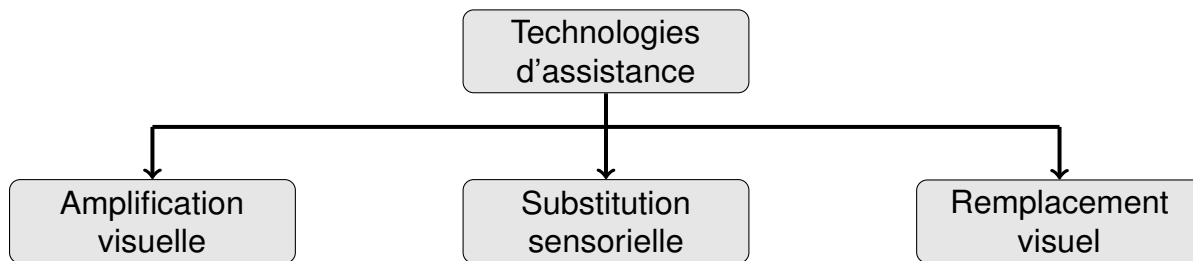 Technologies
d'assistance
Amplification
visuelle
Substitution
sensorielle
Remplacement
visuel